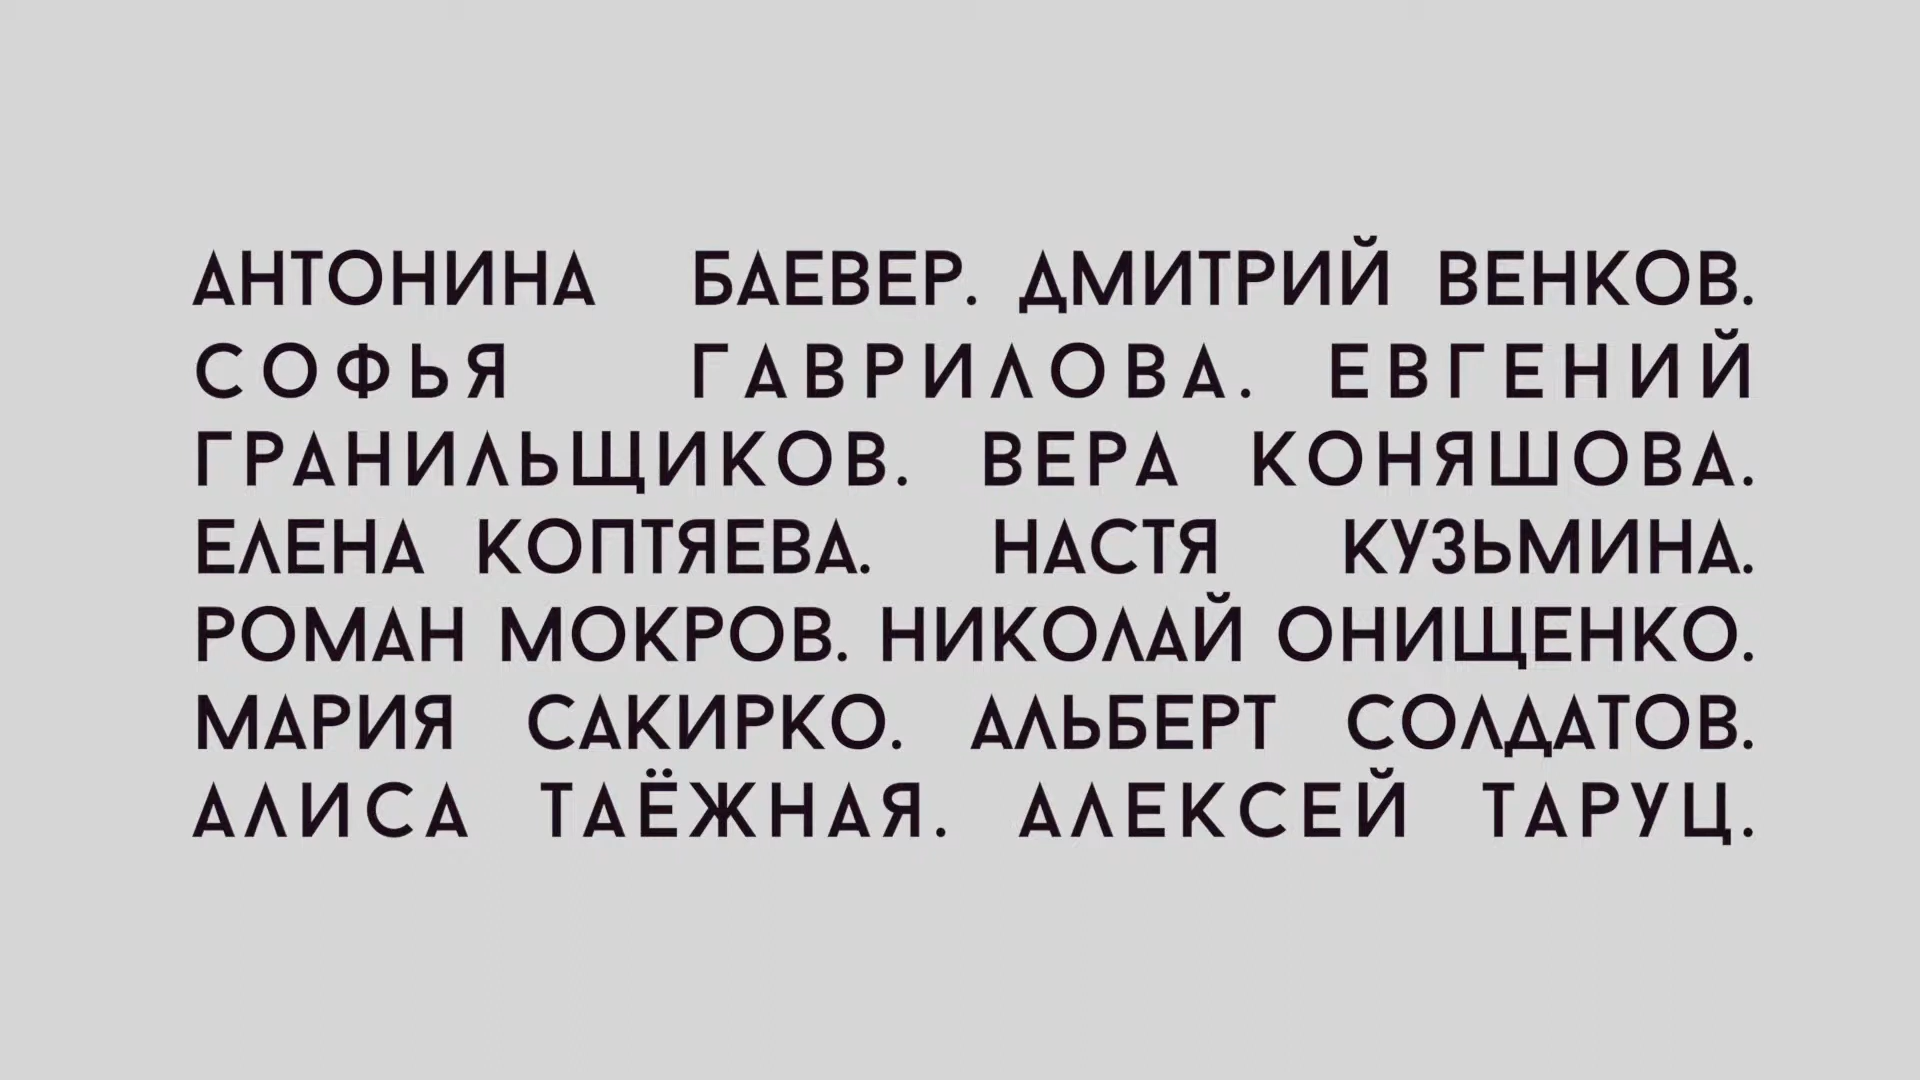 АНТОНИНА БАЕВЕР. ДМИТРИЙ ВЕНКОВ.
СОФЬЯ ГАВРИЛОВА. ЕВГЕНИЙ
ГРАНИЛЬЩИКОВ. ВЕРА КОНЯШОВА.
ЕЛЕНА КОПТЯЕВА. НАСТЯ КУЗЬМИНА.
РОМАН МОКРОВ. НИКОЛАЙ ОНИЩЕНКО.
МАРИЯ САКИРКО. АЛЬБЕРТ СОЛДАТОВ.
АЛИСА ТАЁЖНАЯ. АЛЕКСЕЙ ТАРУЦ.